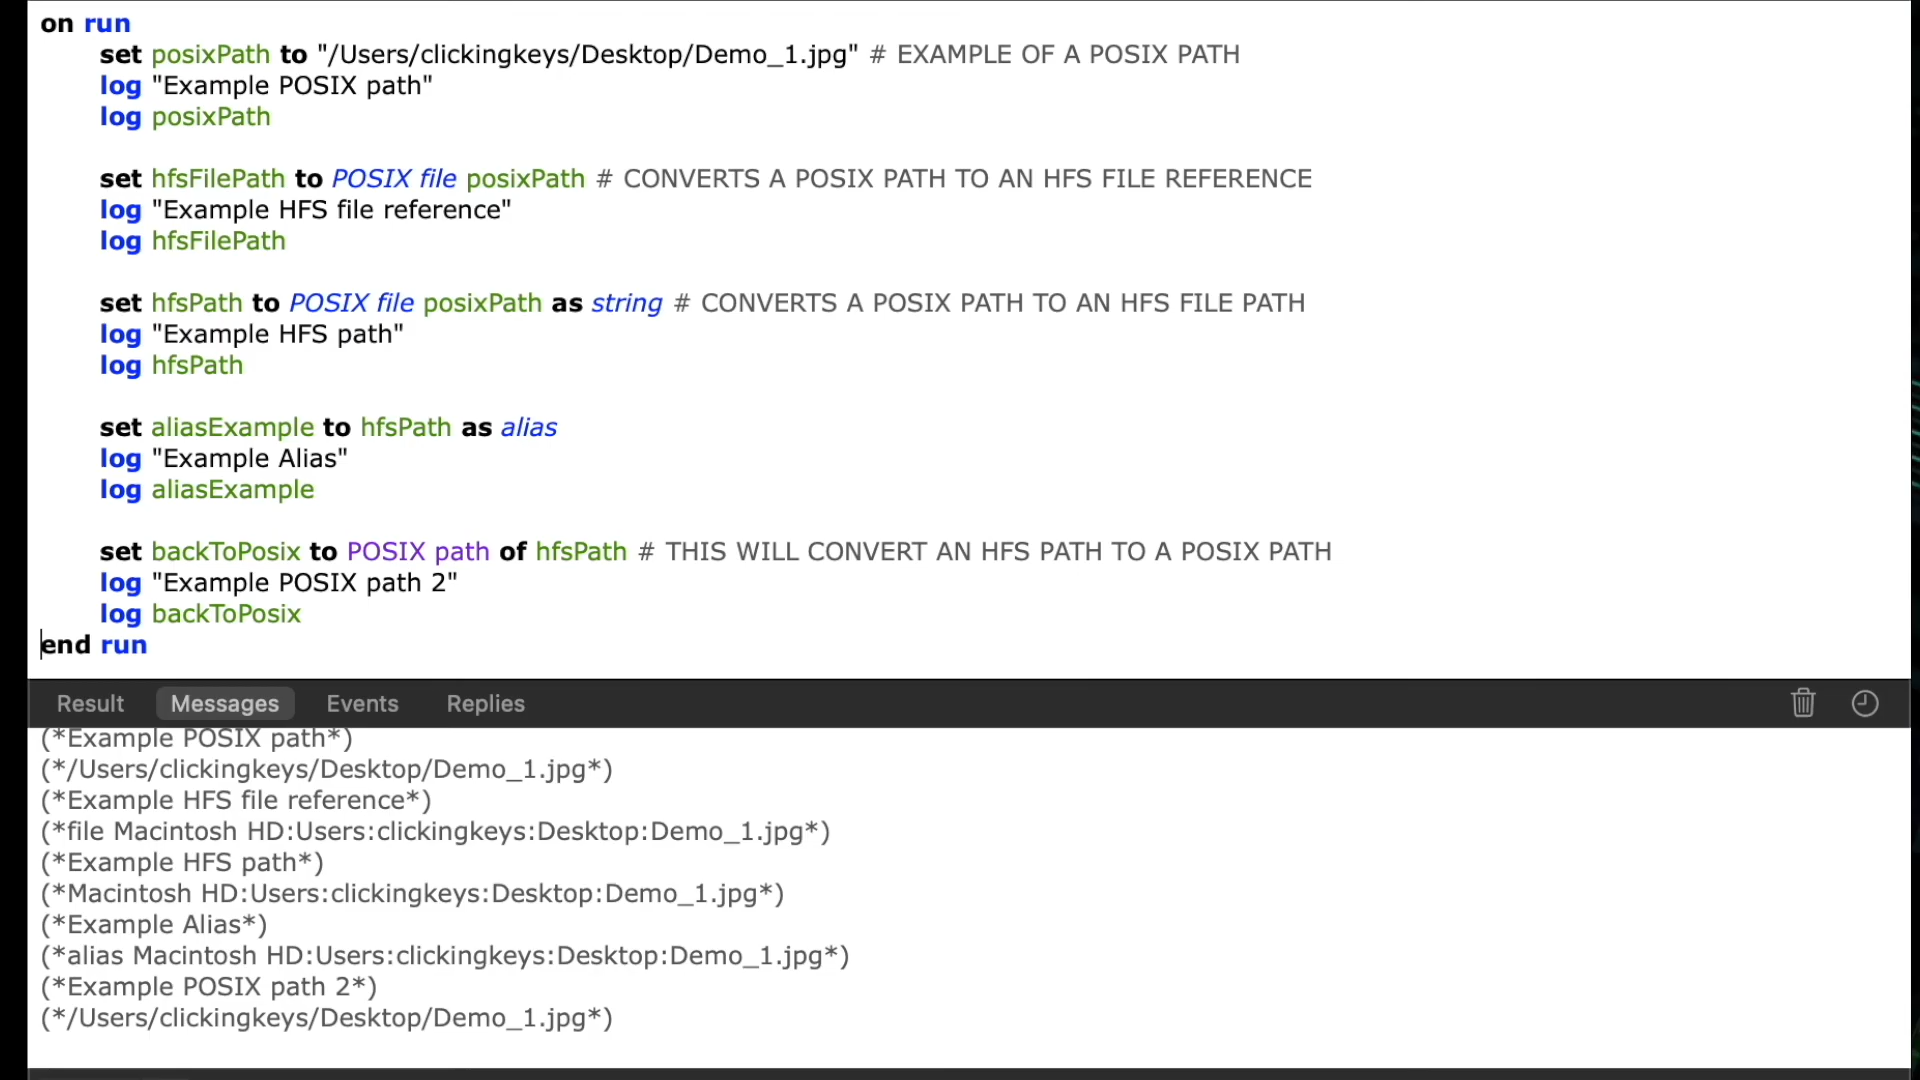 on run
set posixPath to "/Users/clickingkeys/Desktop/Demo_1.jpg" # EXAMPLE OF A POSIX PATH
log "Example POSIX path"
log posixPath
set hfsFilePath to POSIX file posixPath # CONVERTS A POSIX PATH TO AN HFS FILE REFERENCE
log "Example HFS file reference"
log hfsFilePath
set hfsPath to POSIX file posixPath as string # CONVERTS A POSIX PATH TO AN HFS FILE PATH
log "Example HFS path"
log hfsPath
set aliasExample to hfsPath as alias
log "Example Alias"
log aliasExample
set backToPosix to POSIX path of hfsPath # THIS WILL CONVERT AN HFS PATH TO A POSIX PATH
log "Example POSIX path 2"
log backToPosix
end run
Result Messages Events Replies
(*Example POSIX path*)
(*/Users/clickingkeys/Desktop/Demo_1.jpg*)
(*Example HFS file reference*)
(*file Macintosh HD:Users:clickingkeys:Desktop:Demo_1.jpg*)
(*Example HFS path*)
(*Macintosh HD:Users:clickingkeys:Desktop:Demo_1.jpg*)
(*Example Alias*)
(*alias Macintosh HD:Users:clickingkeys:Desktop:Demo_1.jpg*)
(*Example POSIX path 2*)
(*/Users/clickingkeys/Desktop/Demo_1.jpg*)